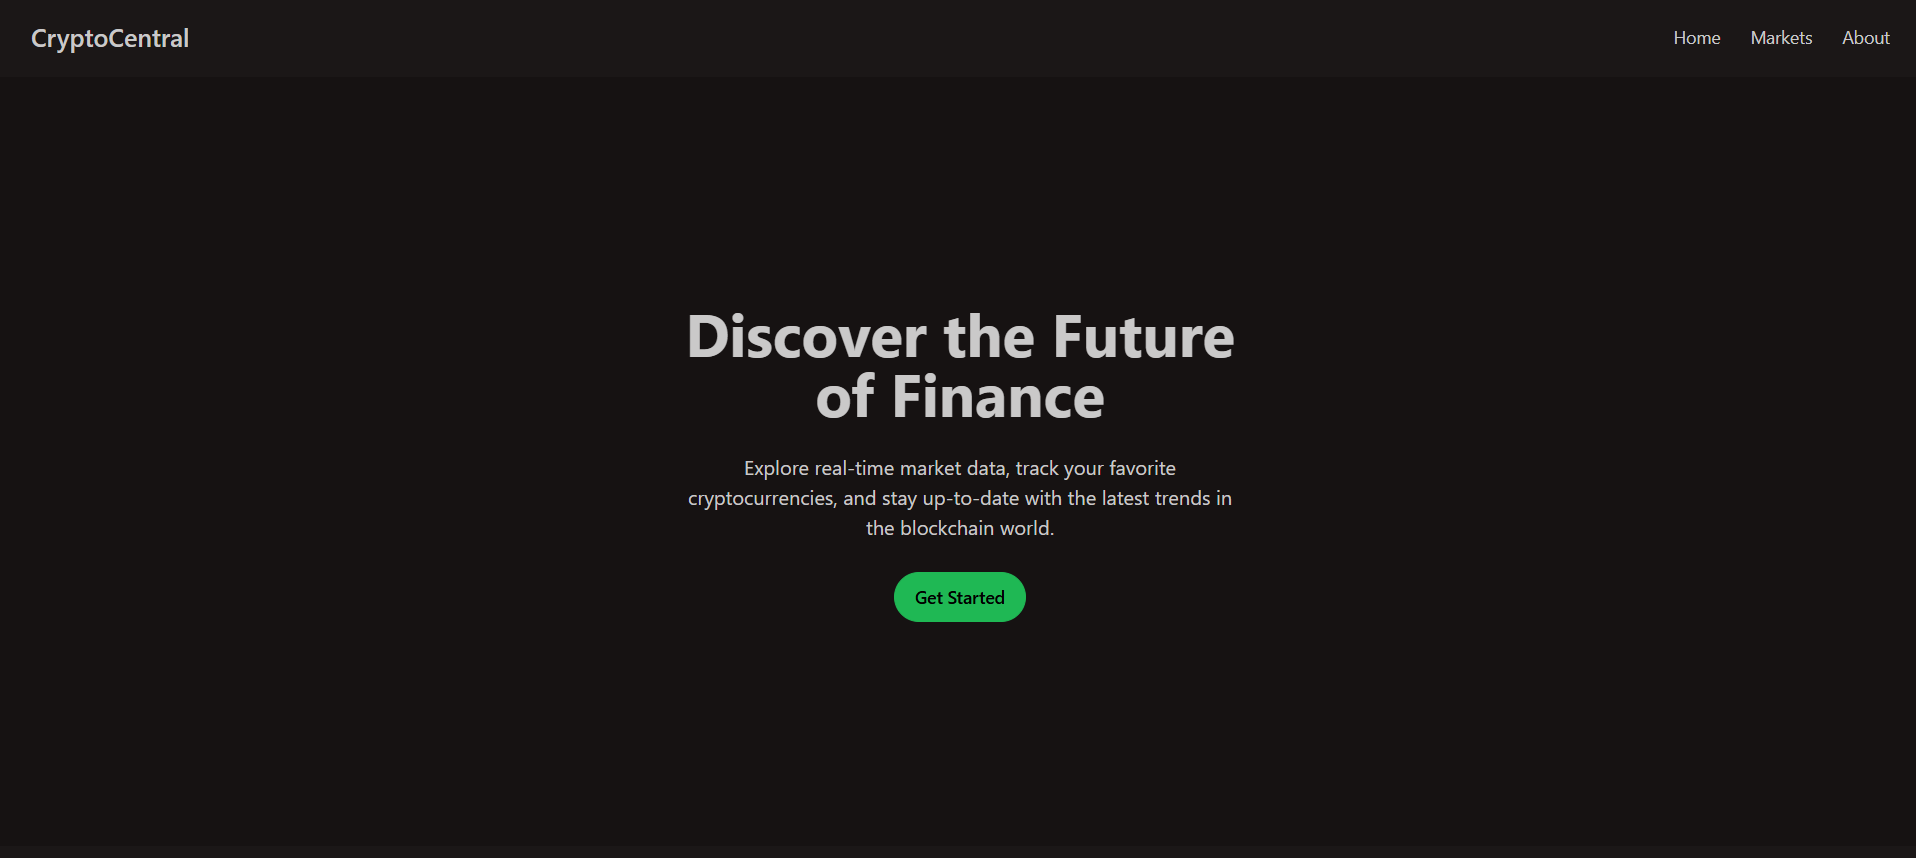 CryptoCentral
Home
Markets
About
Discover the Future
of Finance
Explore real-time market data, track your favorite
cryptocurrencies, and stay up-to-date with the latest trends in
the blockchain world.
Get Started